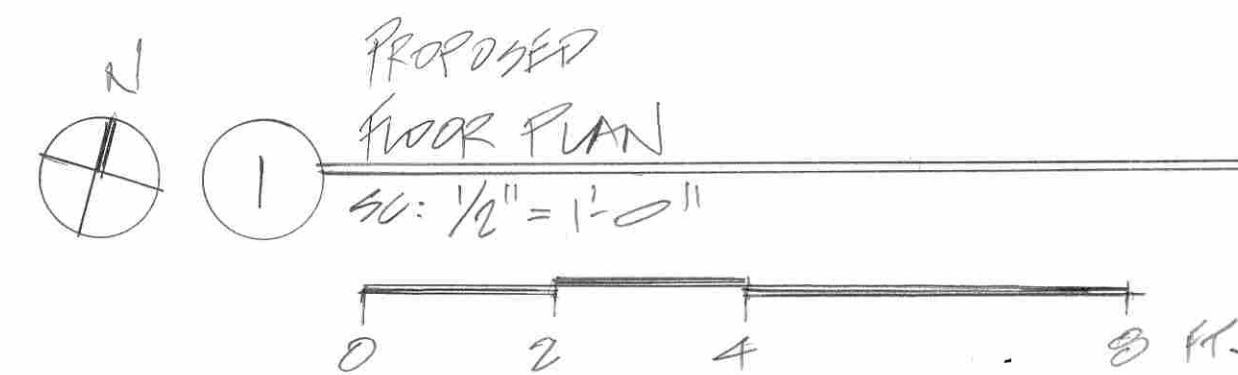 N
1
PROPOSED
FLOOR PLAN
SC: 1/2" = 1'-0"
0 2 4 8 FT.